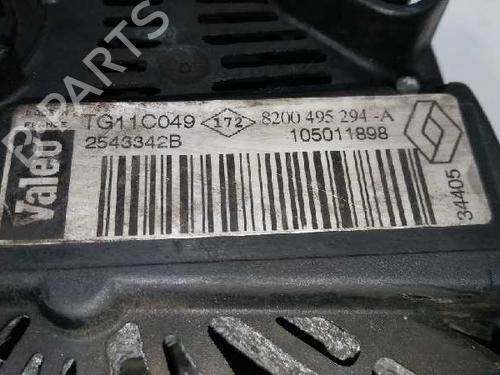 TG11C049 172 8200 495 294-A
2543342B 105011898
Valeo
FRANCE
34405
B-PARTS